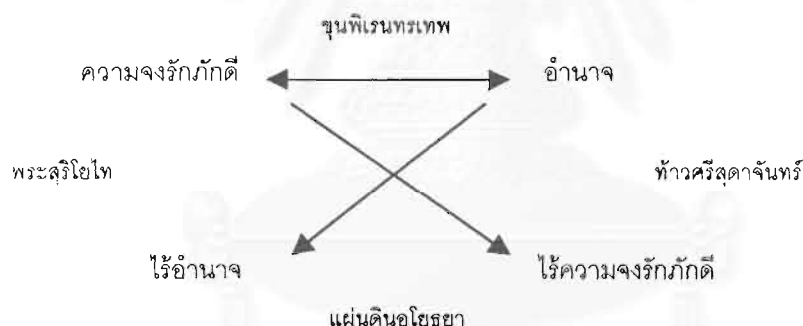 ขุนพิเรนทรเทพ
ความจงรักภักดี อำนาจ
พระสุริโยไท ท้าวศรีสุดาจันทร์
ไร้อำนาจ ไร้ความจงรักภักดี
แผ่นดินอโยธยา